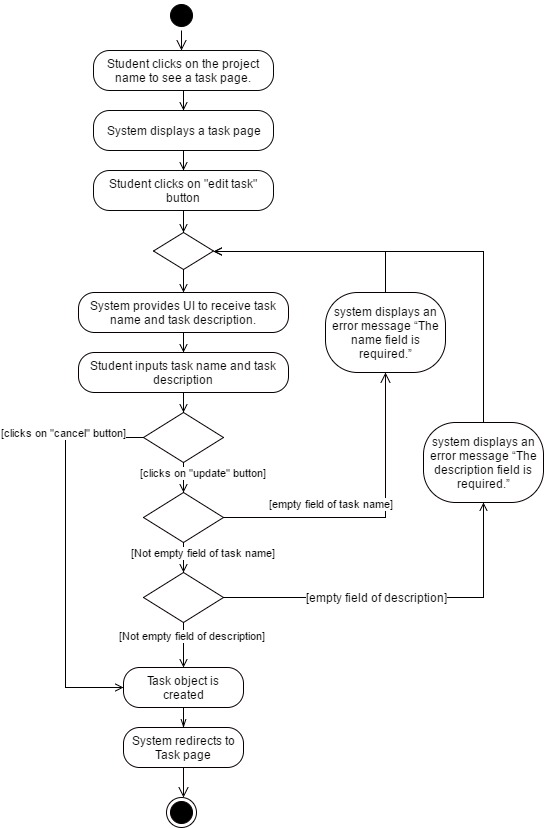 Student clicks on the project
name to see a task page.
System displays a task page
Student clicks on "edit task"
button
System provides UI to receive task
name and task description.
system displays an
error message “The
name field is
required.”
Student inputs task name and task
description
[clicks on "cancel" button]
system displays an
error message “The
description field is
required.”
[clicks on "update" button]
[empty field of task name]
[Not empty field of task name]
[empty field of description]
[Not empty field of description]
Task object is
created
System redirects to
Task page